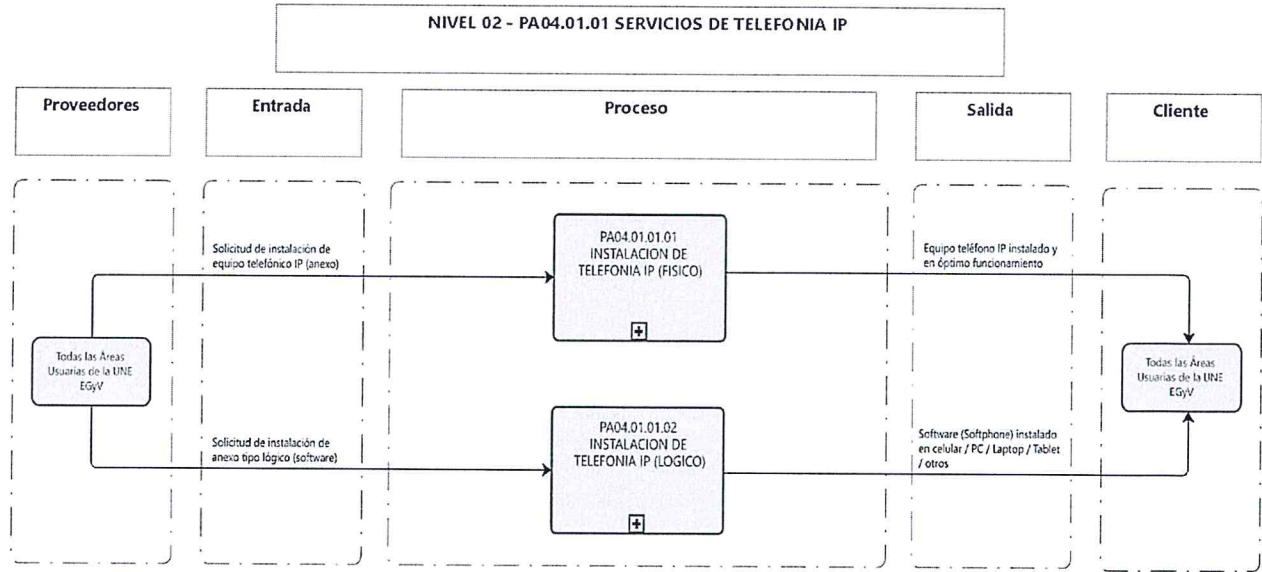 NIVEL 02 - PA04.01.01 SERVICIOS DE TELEFONIA IP
Proveedores
Entrada
Proceso
Salida
Cliente
Solicitud de instalación de
equipo telefónico IP (anexo)
PA04.01.01.01
INSTALACION DE
TELEFONIA IP (FISICO)
Equipo teléfono IP instalado y
en óptimo funcionamiento
Todas las Áreas
Usuarias de la UNE
EGyV
Todas las Áreas
Usuarias de la UNE
EGyV
Solicitud de instalación de
anexo tipo lógico (software)
PA04.01.01.02
INSTALACION DE
TELEFONIA IP (LOGICO)
Software (Softphone) instalado
en celular / PC / Laptop / Tablet
/ otros